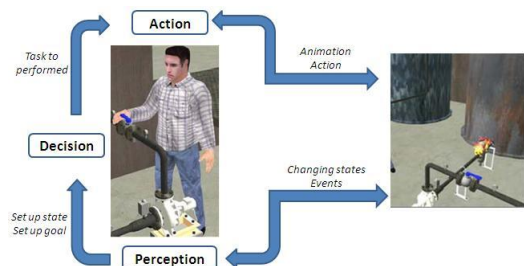 Action
Task to
performed
Animation
Action
Decision
Changing states
Events
Set up state
Set up goal
Perception